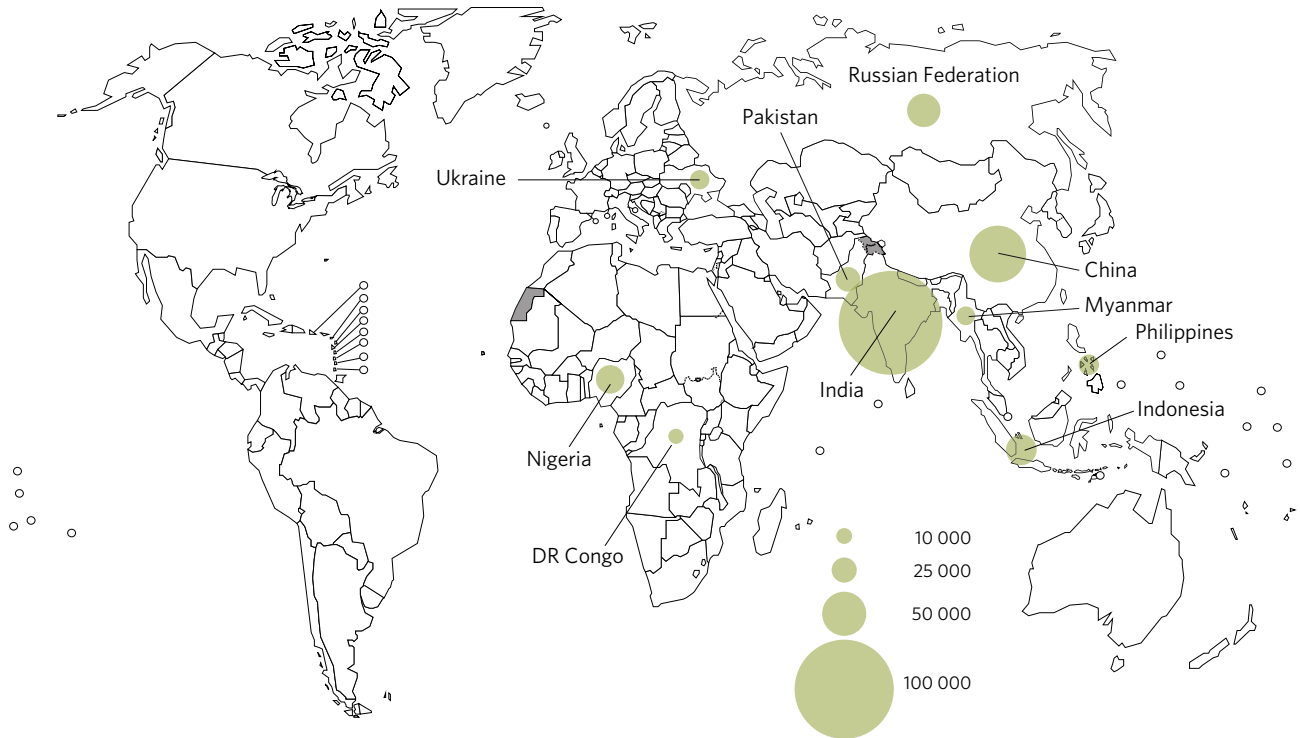 Russian Federation
Pakistan
Ukraine
China
Myanmar
Philippines
India
Indonesia
Nigeria
DR Congo
10 000
25 000
50 000
100 000